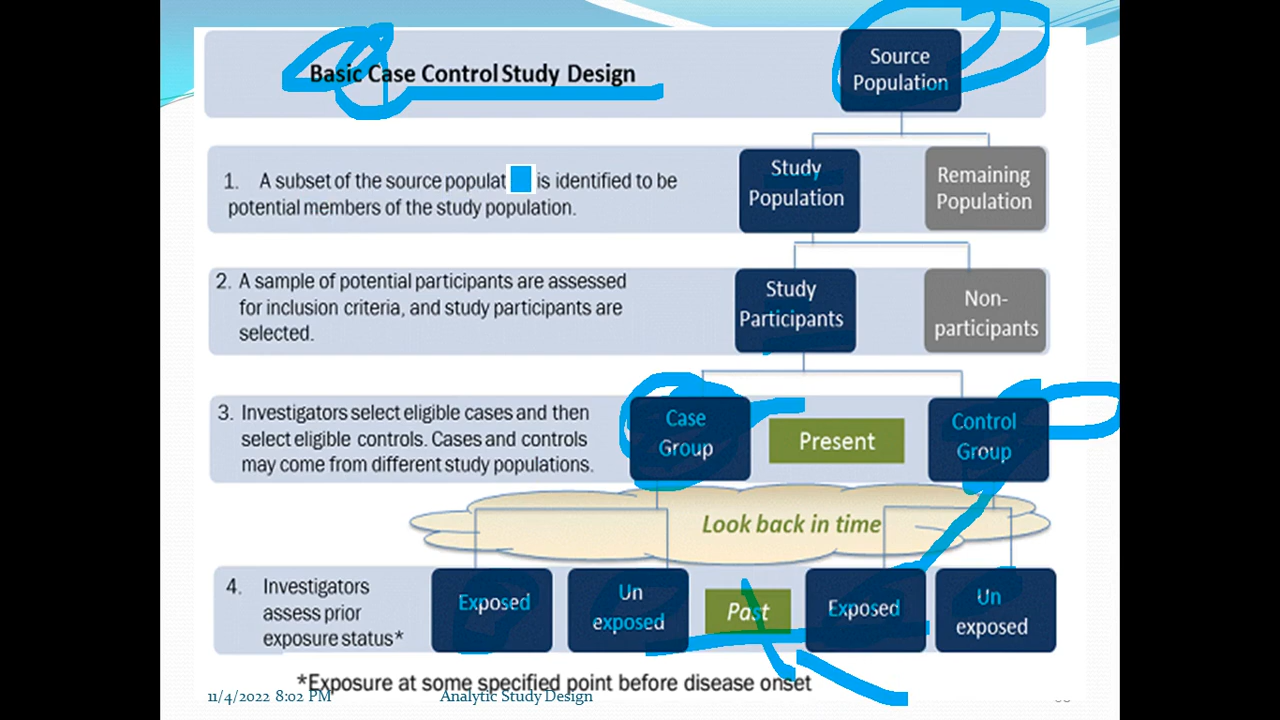 Basic Case Control Study Design
Source
Population
1. A subset of the source populat is identified to be
potential members of the study population.
Study
Population
Remaining
Population
2. A sample of potential participants are assessed
for inclusion criteria, and study participants are
selected.
Study
Participants
Non-
participants
3. Investigators select eligible cases and then
select eligible controls. Cases and controls
may come from different study populations.
Case
Group
Present
Control
Group
Look back in time
4. Investigators
assess prior
exposure status*
Exposed
Un
exposed
Past
Exposed
Un
exposed
*Exposure at some specified point before disease onset
11/4/2022 8:02 PM
Analytic Study Design